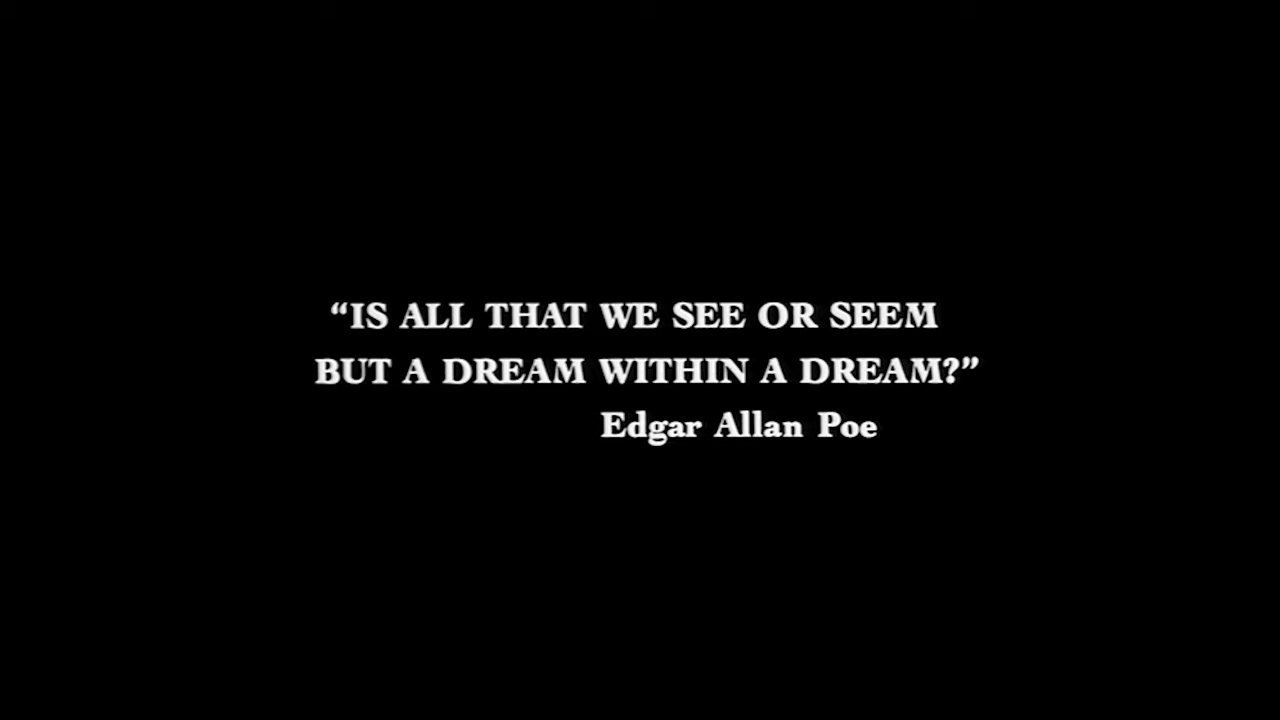 “IS ALL THAT WE SEE OR SEEM
BUT A DREAM WITHIN A DREAM?”
Edgar Allan Poe